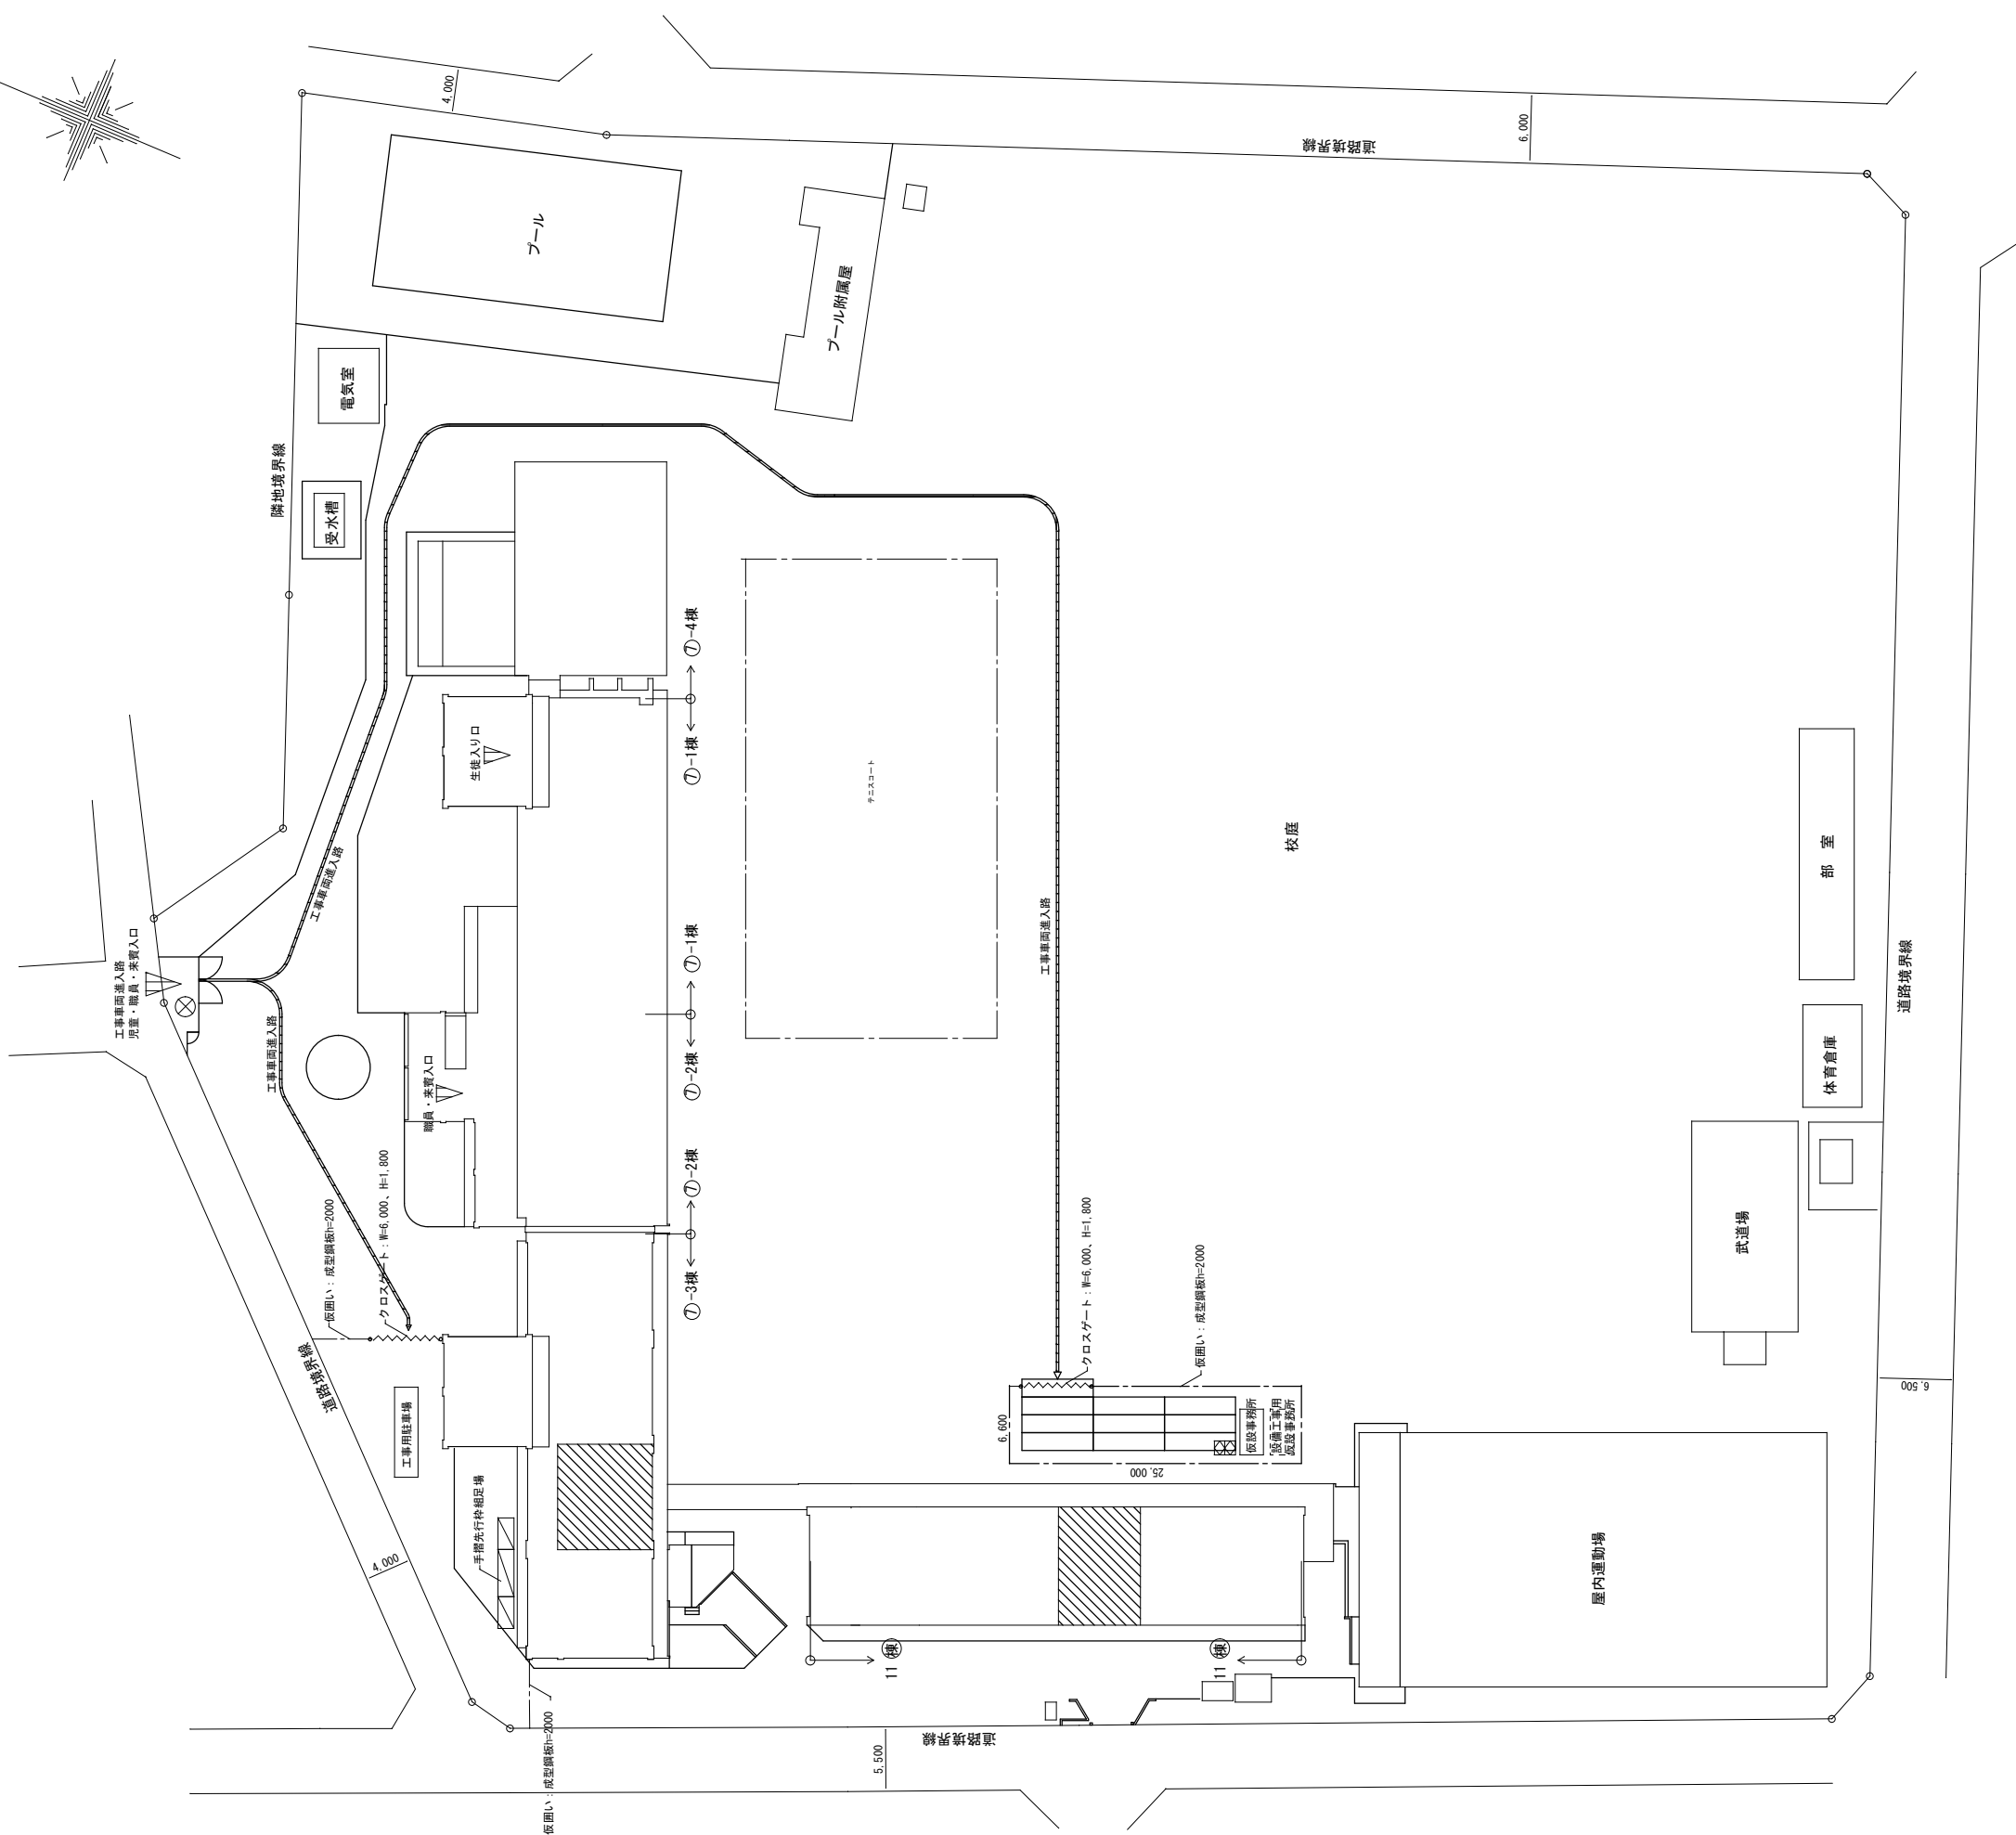 4,000
6,000
道路境界線
プール
プール附属屋
電気室
隣地境界線
受水槽
⑦-4棟
生徒入り口
⑦-1棟
テニスコート
校庭
部 室
工事車両進入路
工事車両進入路
児童・職員・来賓入口
工事車両進入路
職員・来賓入口
⑦-1棟
⑦-2棟
工事車両進入路
道路境界線
体育倉庫
武道場
⑦-2棟
⑦-3棟
仮囲い：成型鋼板h=2000
クロスゲート：W=6,000、H=1,800
道路境界線
工事用駐車場
クロスゲート：W=6,000、H=1,800
仮囲い：成型鋼板h=2000
6,600
25,000
仮設事務所
設備工事用
仮設事務所
6,500
手摺先行枠組足場
4,000
屋内運動場
11棟
11棟
道路境界線
5,500
仮囲い：成型鋼板h=2000